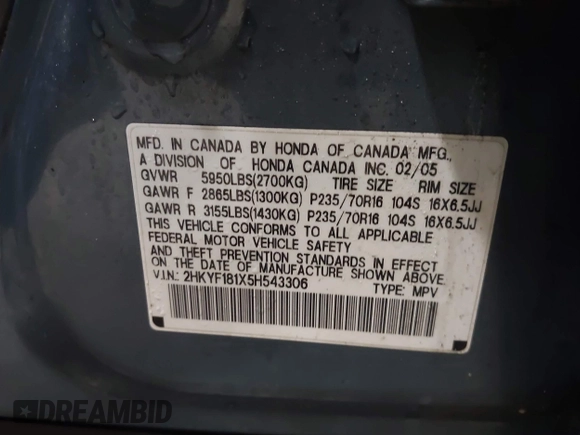 MFD. IN CANADA BY HONDA OF CANADA MFG.,
A DIVISION OF HONDA CANADA INC. 02/05
GVWR 5950LBS(2700KG) TIRE SIZE RIM SIZE
GAWR F 2865LBS(1300KG) P235/70R16 104S 16X6.5JJ
GAWR R 3155LBS(1430KG) P235/70R16 104S 16X6.5JJ
THIS VEHICLE CONFORMS TO ALL APPLICABLE
FEDERAL MOTOR VEHICLE SAFETY
AND THEFT PREVENTION STANDARDS IN EFFECT
ON THE DATE OF MANUFACTURE SHOWN ABOVE.
V.I.N.: 2HKYF181X5H543306 TYPE: MPV
DREAMBID